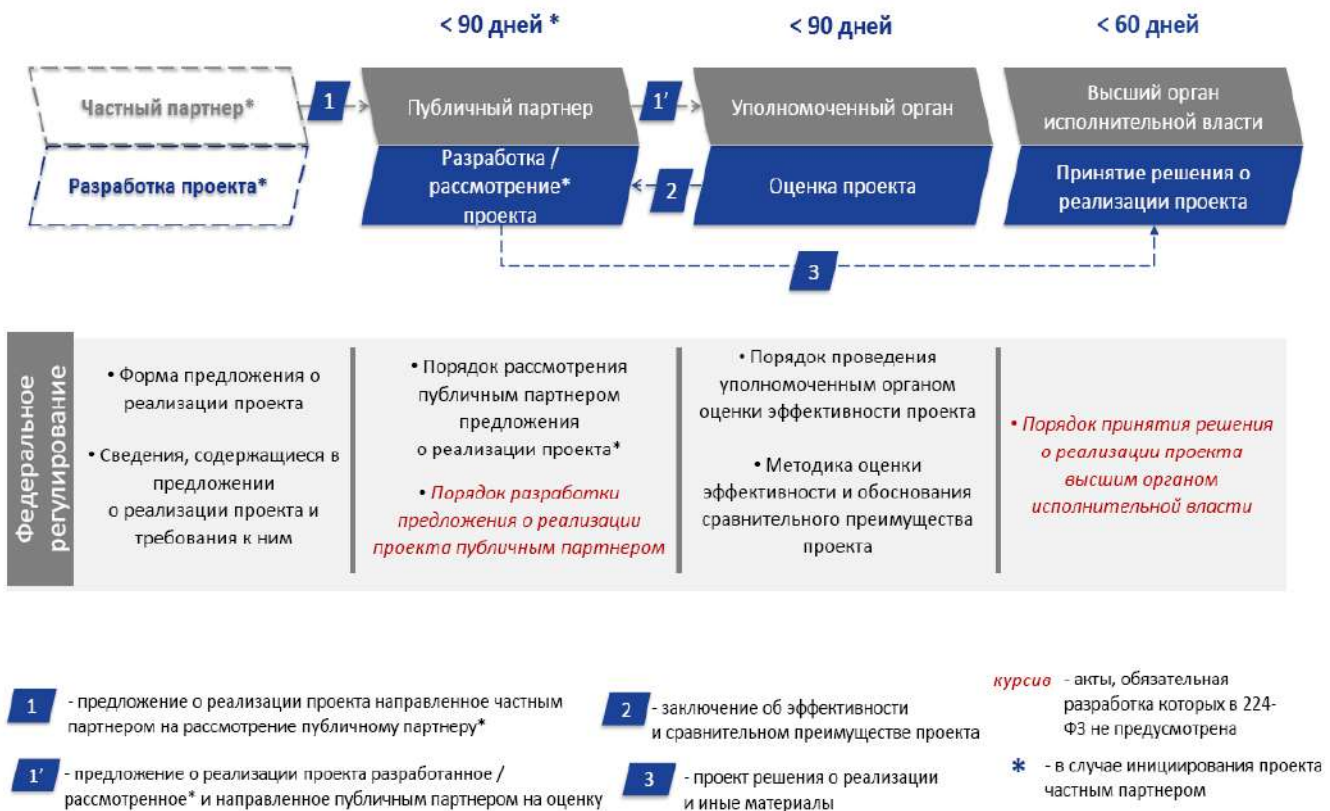 < 90 дней *
< 90 дней
< 60 дней
Частный партнер*
1
Публичный партнер
1'
Уполномоченный орган
Высший орган
исполнительной власти
Разработка проекта*
Разработка /
рассмотрение*
проекта
2
Оценка проекта
Принятие решения о
реализации проекта
3
Федеральное
регулирование
• Форма предложения о
реализации проекта
• Сведения, содержащиеся в
предложении
о реализации проекта и
требования к ним
• Порядок рассмотрения
публичным партнером
предложения
о реализации проекта*
• Порядок разработки
предложения о реализации
проекта публичным партнером
• Порядок проведения
уполномоченным органом
оценки эффективности проекта
• Методика оценки
эффективности и обоснования
сравнительного преимущества
проекта
• Порядок принятия решения
о реализации проекта
высшим органом
исполнительной власти
1 - предложение о реализации проекта направленное частным
партнером на рассмотрение публичному партнеру*
1' - предложение о реализации проекта разработанное /
рассмотренное* и направленное публичным партнером на оценку
2 - заключение об эффективности
и сравнительном преимуществе проекта
3 - проект решения о реализации
и иные материалы
курсив - акты, обязательная
разработка которых в 224-
ФЗ не предусмотрена
* - в случае инициирования проекта
частным партнером